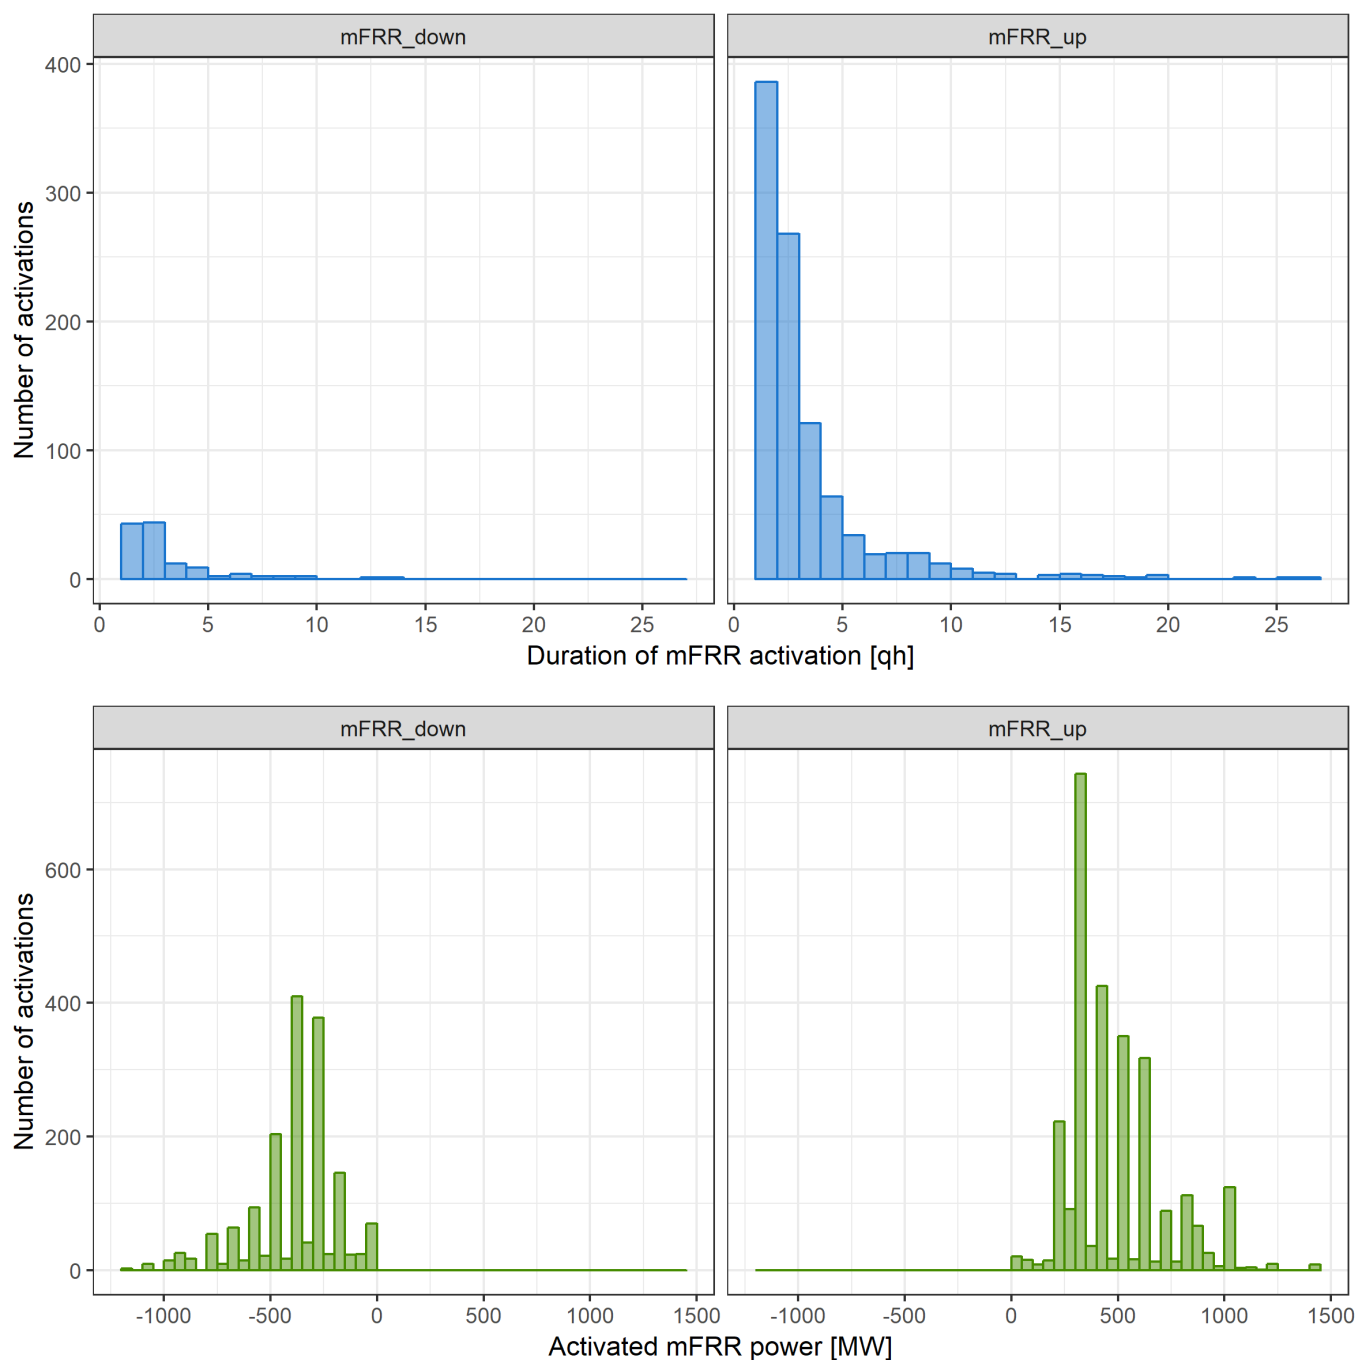 mFRR_down mFRR_up
Number of activations
400
300
200
100
0
0 5 10 15 20 25 0 5 10 15 20 25
Duration of mFRR activation [qh]
mFRR_down mFRR_up
Number of activations
600
400
200
0
-1000 -500 0 500 1000 1500 -1000 -500 0 500 1000 1500
Activated mFRR power [MW]